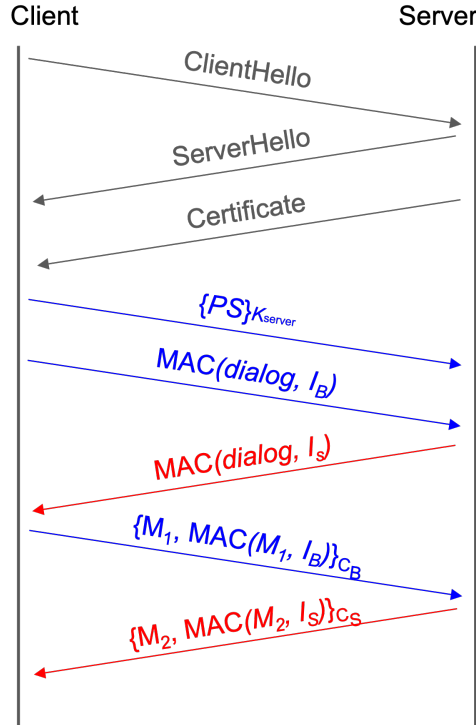 Client Server
ClientHello
ServerHello
Certificate
{PS}Kserver
MAC(dialog, IB)
MAC(dialog, Is)
{M1, MAC(M1, IB)}CB
{M2, MAC(M2, IS)}CS